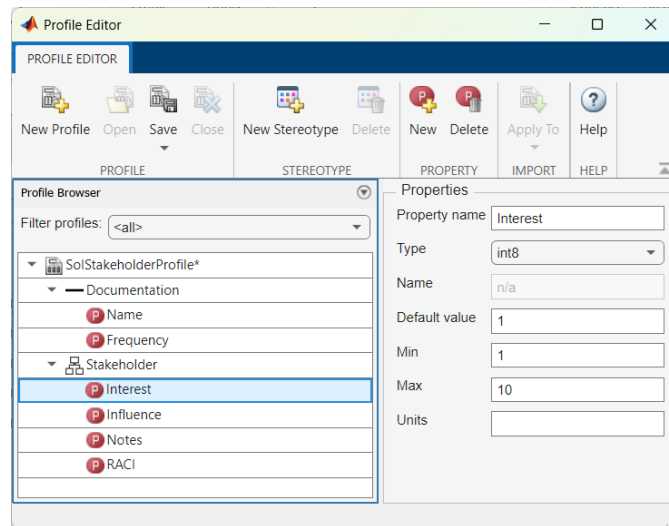 Profile Editor
PROFILE EDITOR
New Profile Open Save Close New Stereotype Delete New Delete Apply To Help
PROFILE STEREOTYPE PROPERTY IMPORT HELP
Profile Browser
Filter profiles: <all>
SolStakeholderProfile*
Documentation
P Name
P Frequency
Stakeholder
P Interest
P Influence
P Notes
P RACI
Properties
Property name Interest
Type int8
Name n/a
Default value 1
Min 1
Max 10
Units